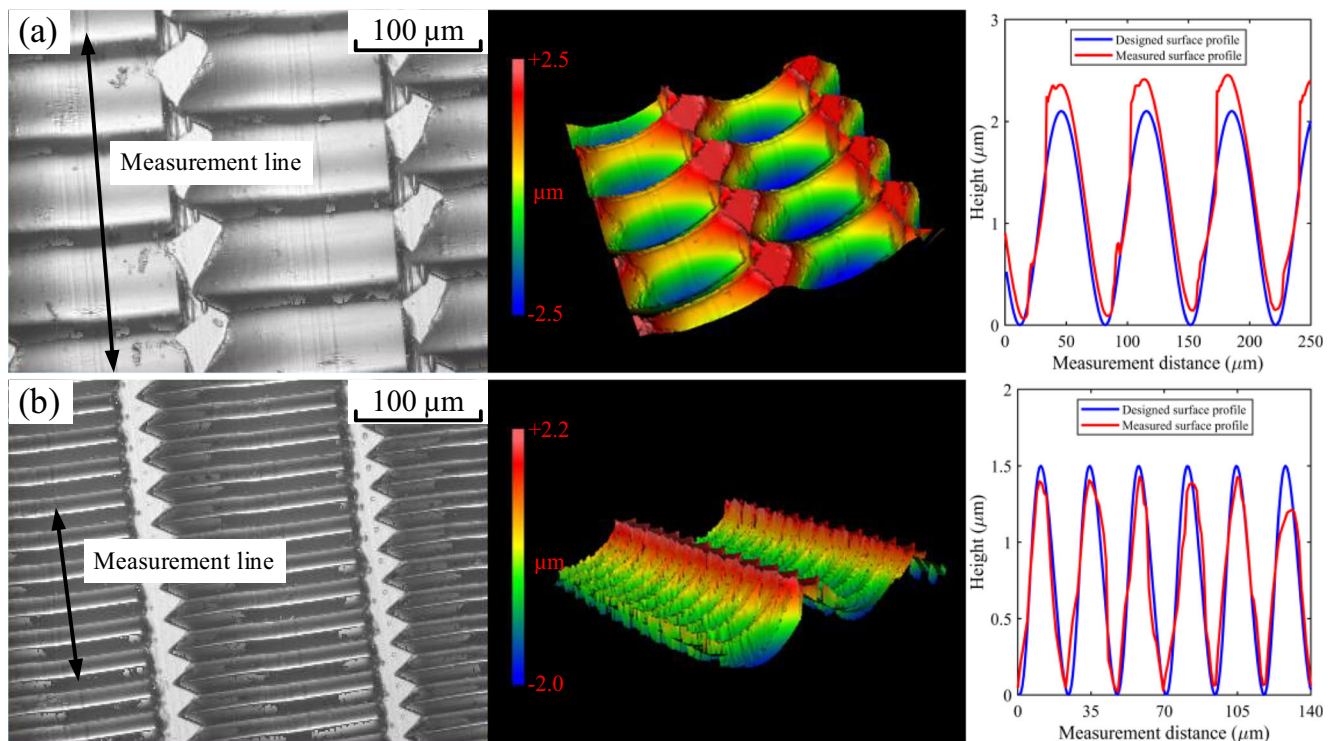 (a)
100 µm
Measurement line
+2.5
µm
-2.5
3
2
1
0
Height (µm)
Designed surface profile
Measured surface profile
0
50
100
150
200
250
Measurement distance (µm)
(b)
100 µm
Measurement line
+2.2
µm
-2.0
2
1.5
1
0.5
0
Height (µm)
Designed surface profile
Measured surface profile
0
35
70
105
140
Measurement distance (µm)